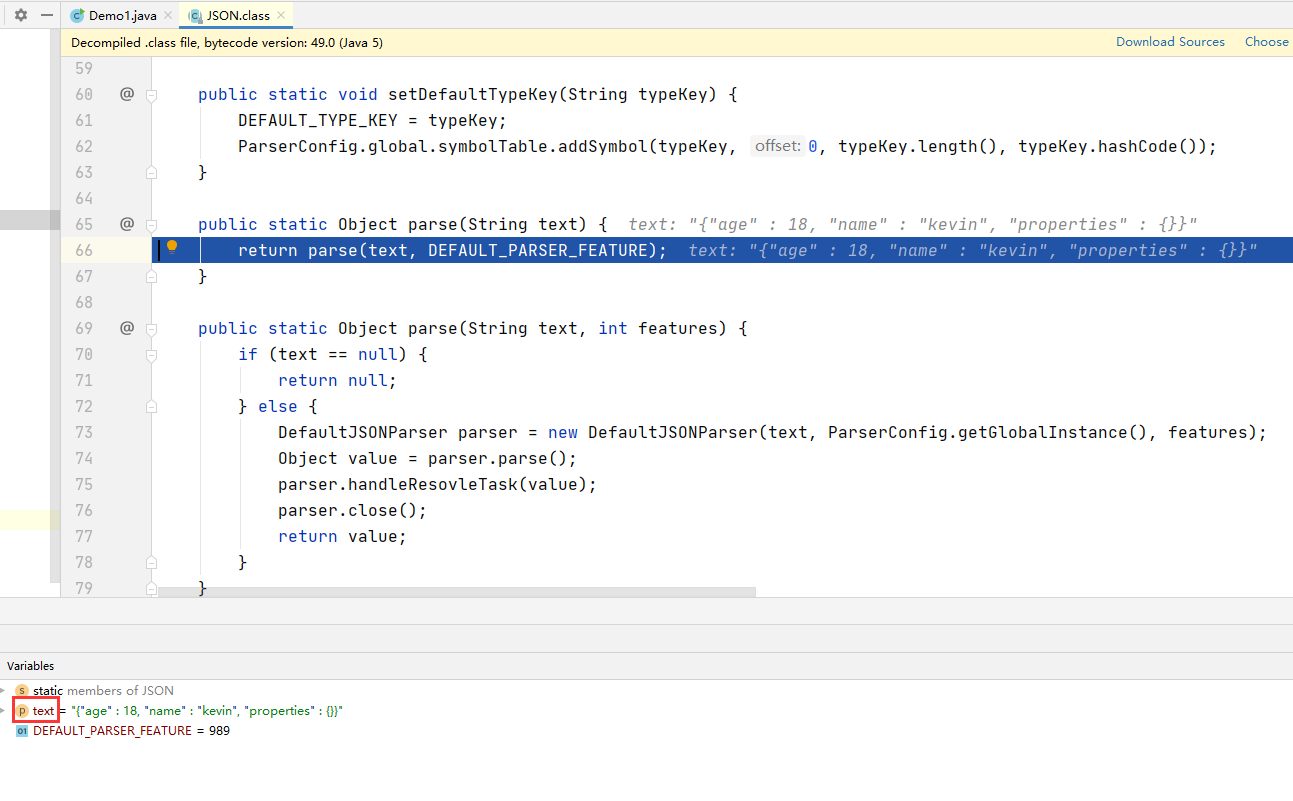 Demo1.java JSON.class
Decompiled .class file, bytecode version: 49.0 (Java 5) Download Sources Choose
59
60 @ public static void setDefaultTypeKey(String typeKey) {
61 DEFAULT_TYPE_KEY = typeKey;
62 ParserConfig.global.symbolTable.addSymbol(typeKey, offset: 0, typeKey.length(), typeKey.hashCode());
63 }
64
65 @ public static Object parse(String text) { text: "{"age" : 18, "name" : "kevin", "properties" : {}}"
66 return parse(text, DEFAULT_PARSER_FEATURE); text: "{"age" : 18, "name" : "kevin", "properties" : {}}"
67 }
68
69 @ public static Object parse(String text, int features) {
70 if (text == null) {
71 return null;
72 } else {
73 DefaultJSONParser parser = new DefaultJSONParser(text, ParserConfig.getGlobalInstance(), features);
74 Object value = parser.parse();
75 parser.handleResovleTask(value);
76 parser.close();
77 return value;
78 }
79 }
Variables
s static members of JSON
p text = "{"age" : 18, "name" : "kevin", "properties" : {}}"
01 DEFAULT_PARSER_FEATURE = 989